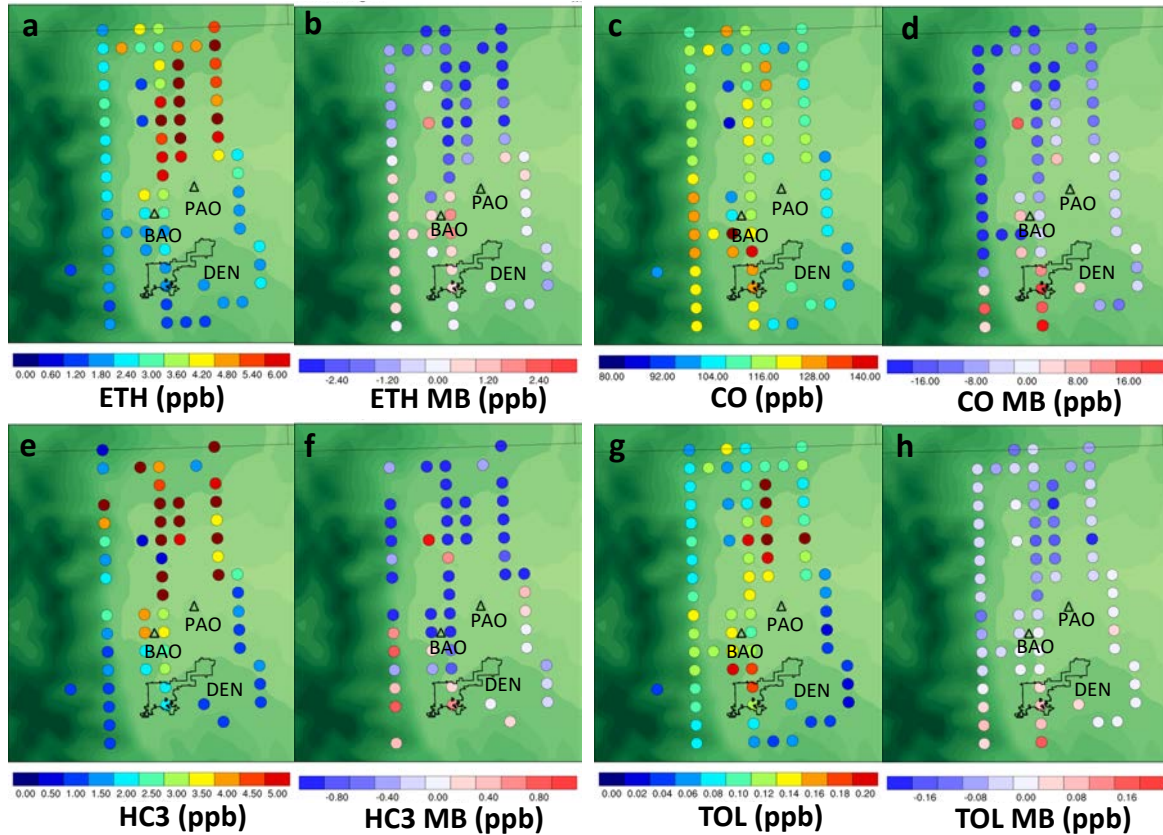 a b c d
PAO PAO PAO PAO
BAO BAO BAO BAO
DEN DEN DEN DEN
0.00 0.60 1.20 1.80 2.40 3.00 3.60 4.20 4.80 5.40 6.00
-2.40 -1.20 0.00 1.20 2.40
80.00 92.00 104.00 116.00 128.00 140.00
-16.00 -8.00 0.00 8.00 16.00
ETH (ppb) ETH MB (ppb) CO (ppb) CO MB (ppb)
e f g h
PAO PAO PAO PAO
BAO BAO BAO BAO
DEN DEN DEN DEN
0.00 0.50 1.00 1.50 2.00 2.50 3.00 3.50 4.00 4.50 5.00
-0.80 -0.40 0.00 0.40 0.80
0.00 0.02 0.04 0.06 0.08 0.10 0.12 0.14 0.16 0.18 0.20
-0.16 -0.08 0.00 0.08 0.16
HC3 (ppb) HC3 MB (ppb) TOL (ppb) TOL MB (ppb)